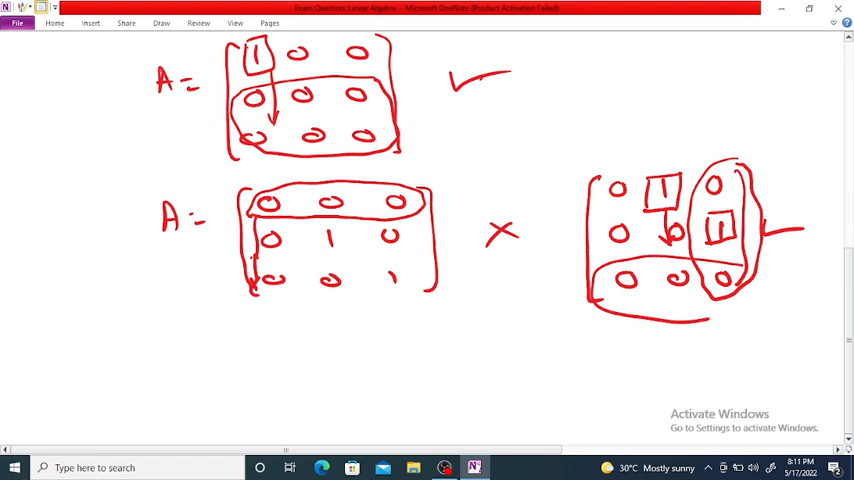 Exam Question: Linear Algebra - Microsoft OneNote (Product Activation Failed)
File Home Insert Share Draw Review View Pages
A = [ 1 0 0
0 0 0
0 0 0 ] ✓
A = [ 0 0 0
0 1 0
0 0 1 ] ×
[ 0 1 0
0 0 1
0 0 0 ] ✓
Activate Windows
Go to Settings to activate Windows.
Type here to search
30°C Mostly sunny
8:11 PM
5/17/2022
2